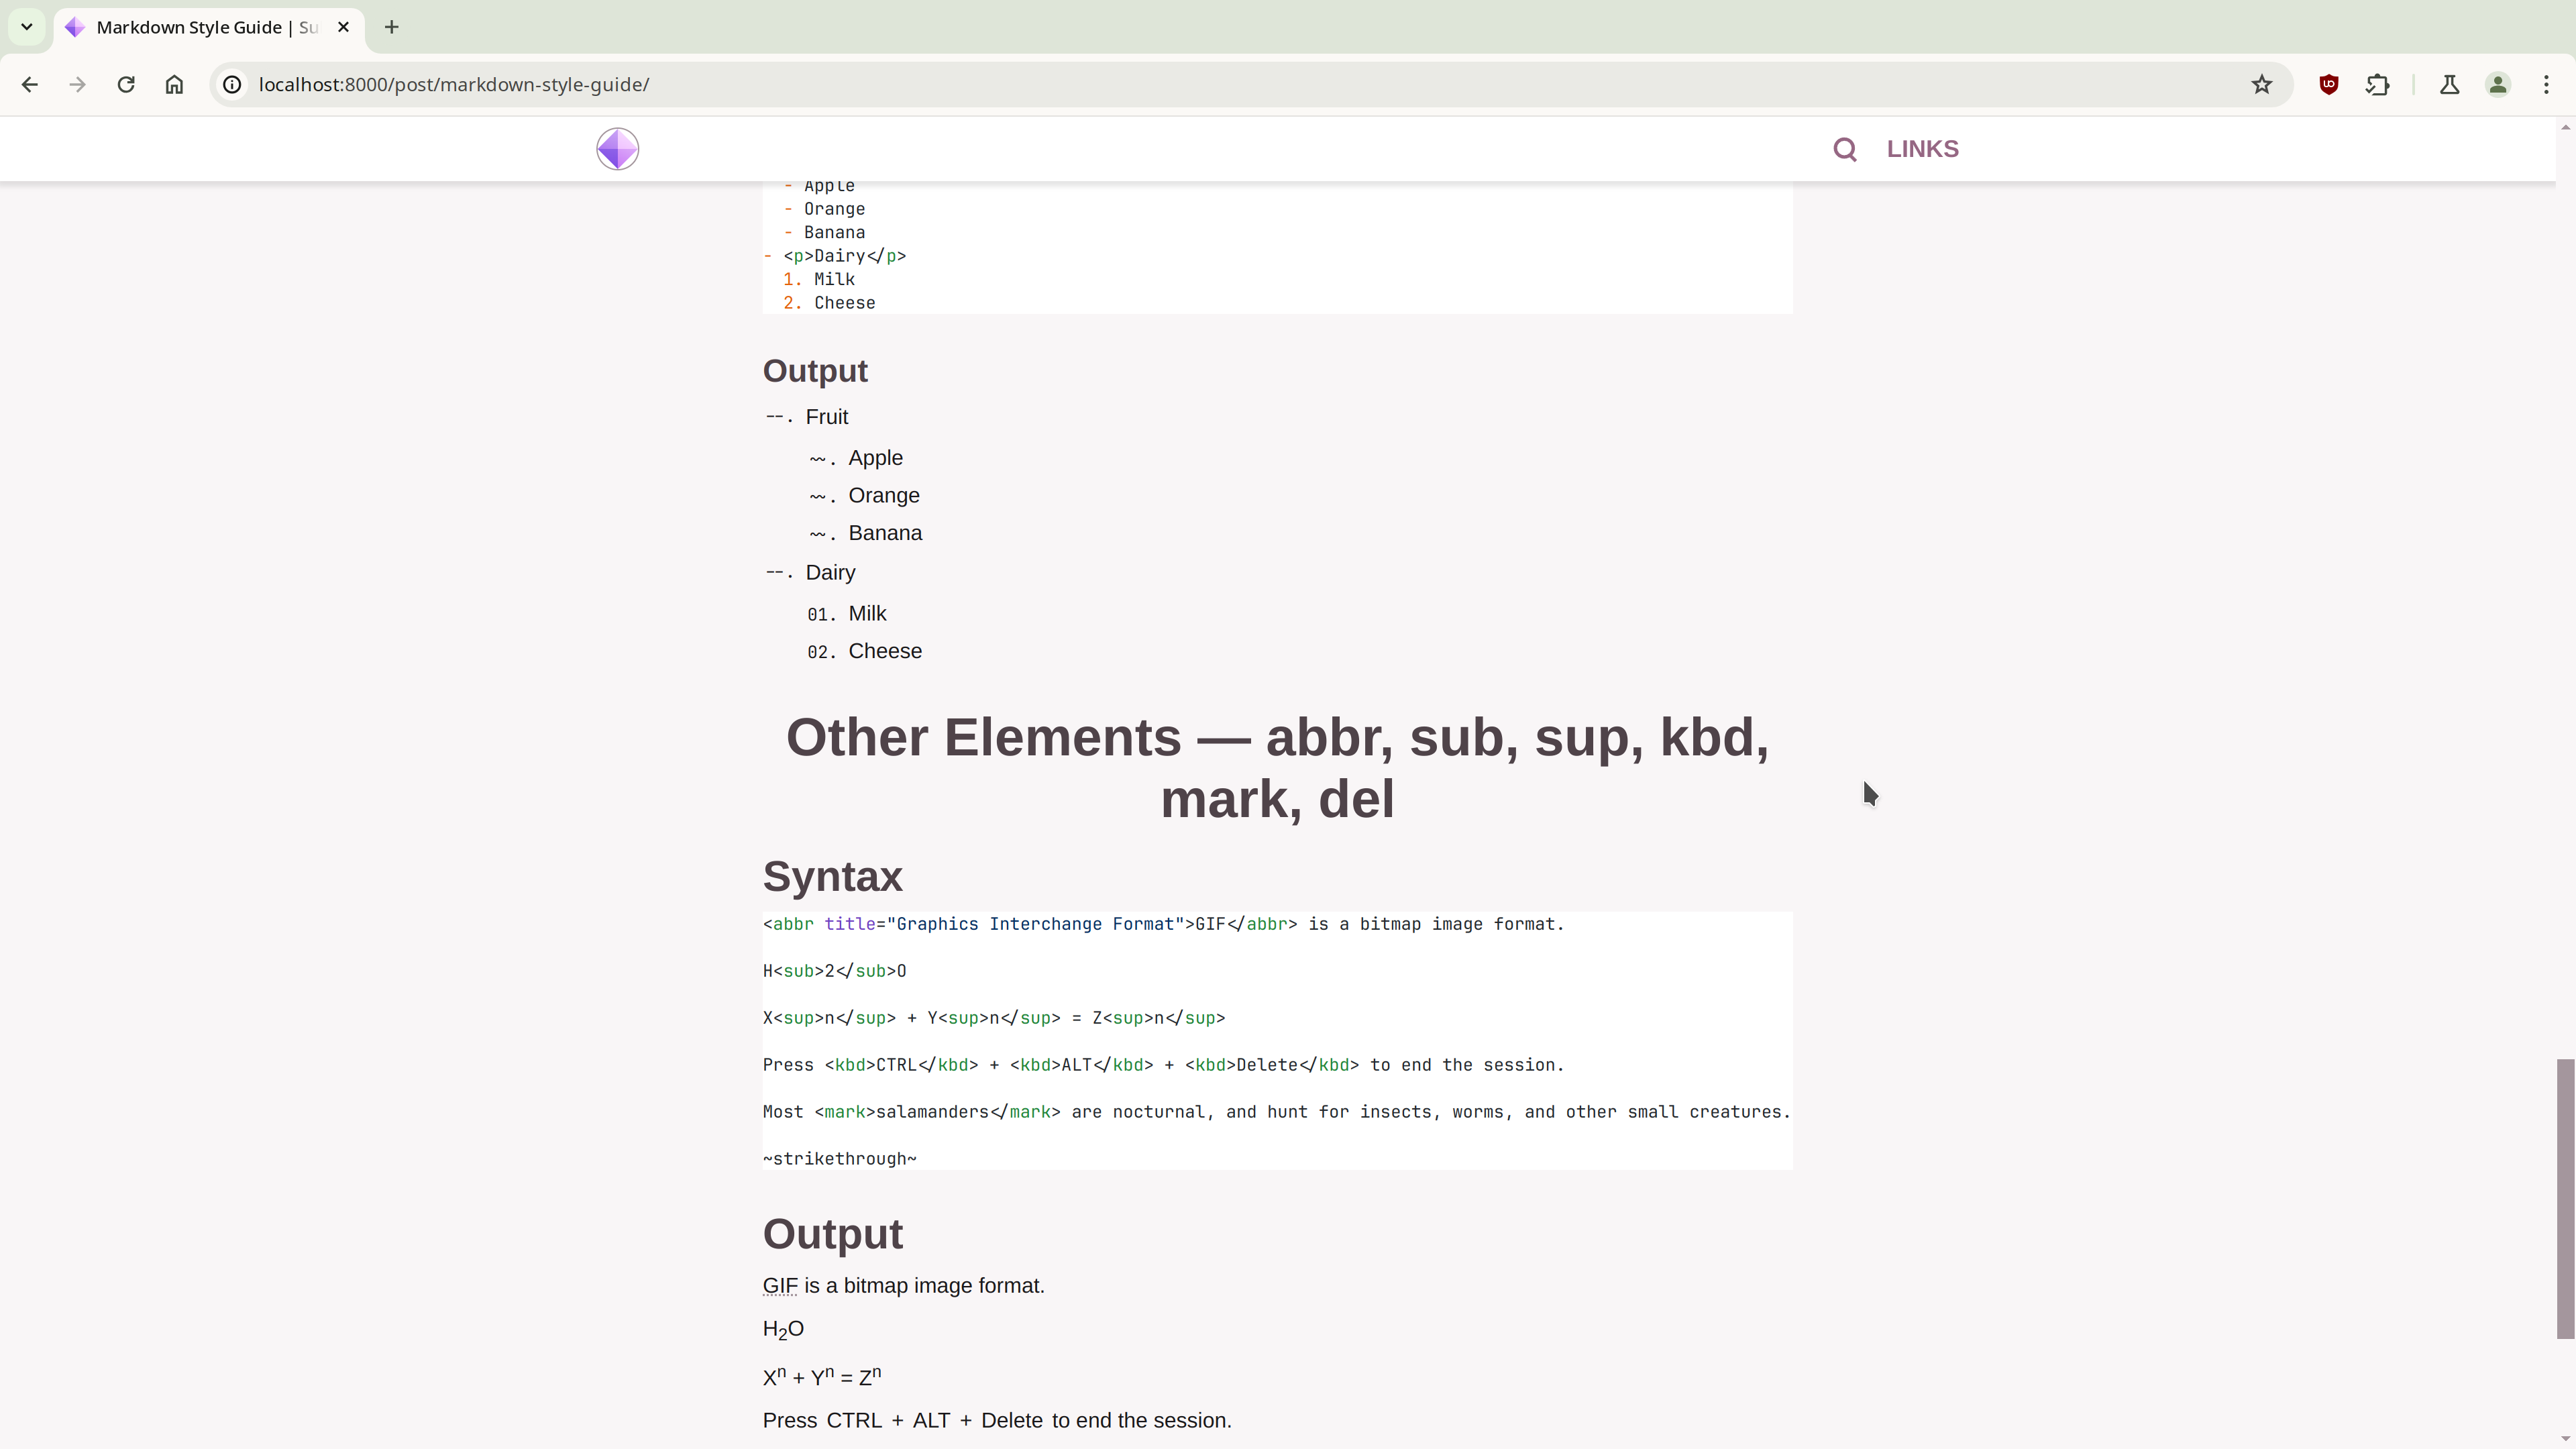 Markdown Style Guide | Su
localhost:8000/post/markdown-style-guide/
LINKS
- Apple
- Orange
- Banana
- <p>Dairy</p>
1. Milk
2. Cheese
Output
--. Fruit
~~. Apple
~~. Orange
~~. Banana
--. Dairy
01. Milk
02. Cheese
Other Elements — abbr, sub, sup, kbd,
mark, del
Syntax
<abbr title="Graphics Interchange Format">GIF</abbr> is a bitmap image format.
H<sub>2</sub>O
X<sup>n</sup> + Y<sup>n</sup> = Z<sup>n</sup>
Press <kbd>CTRL</kbd> + <kbd>ALT</kbd> + <kbd>Delete</kbd> to end the session.
Most <mark>salamanders</mark> are nocturnal, and hunt for insects, worms, and other small creatures.
~strikethrough~
Output
GIF is a bitmap image format.
H2O
Xn + Yn = Zn
Press CTRL + ALT + Delete to end the session.